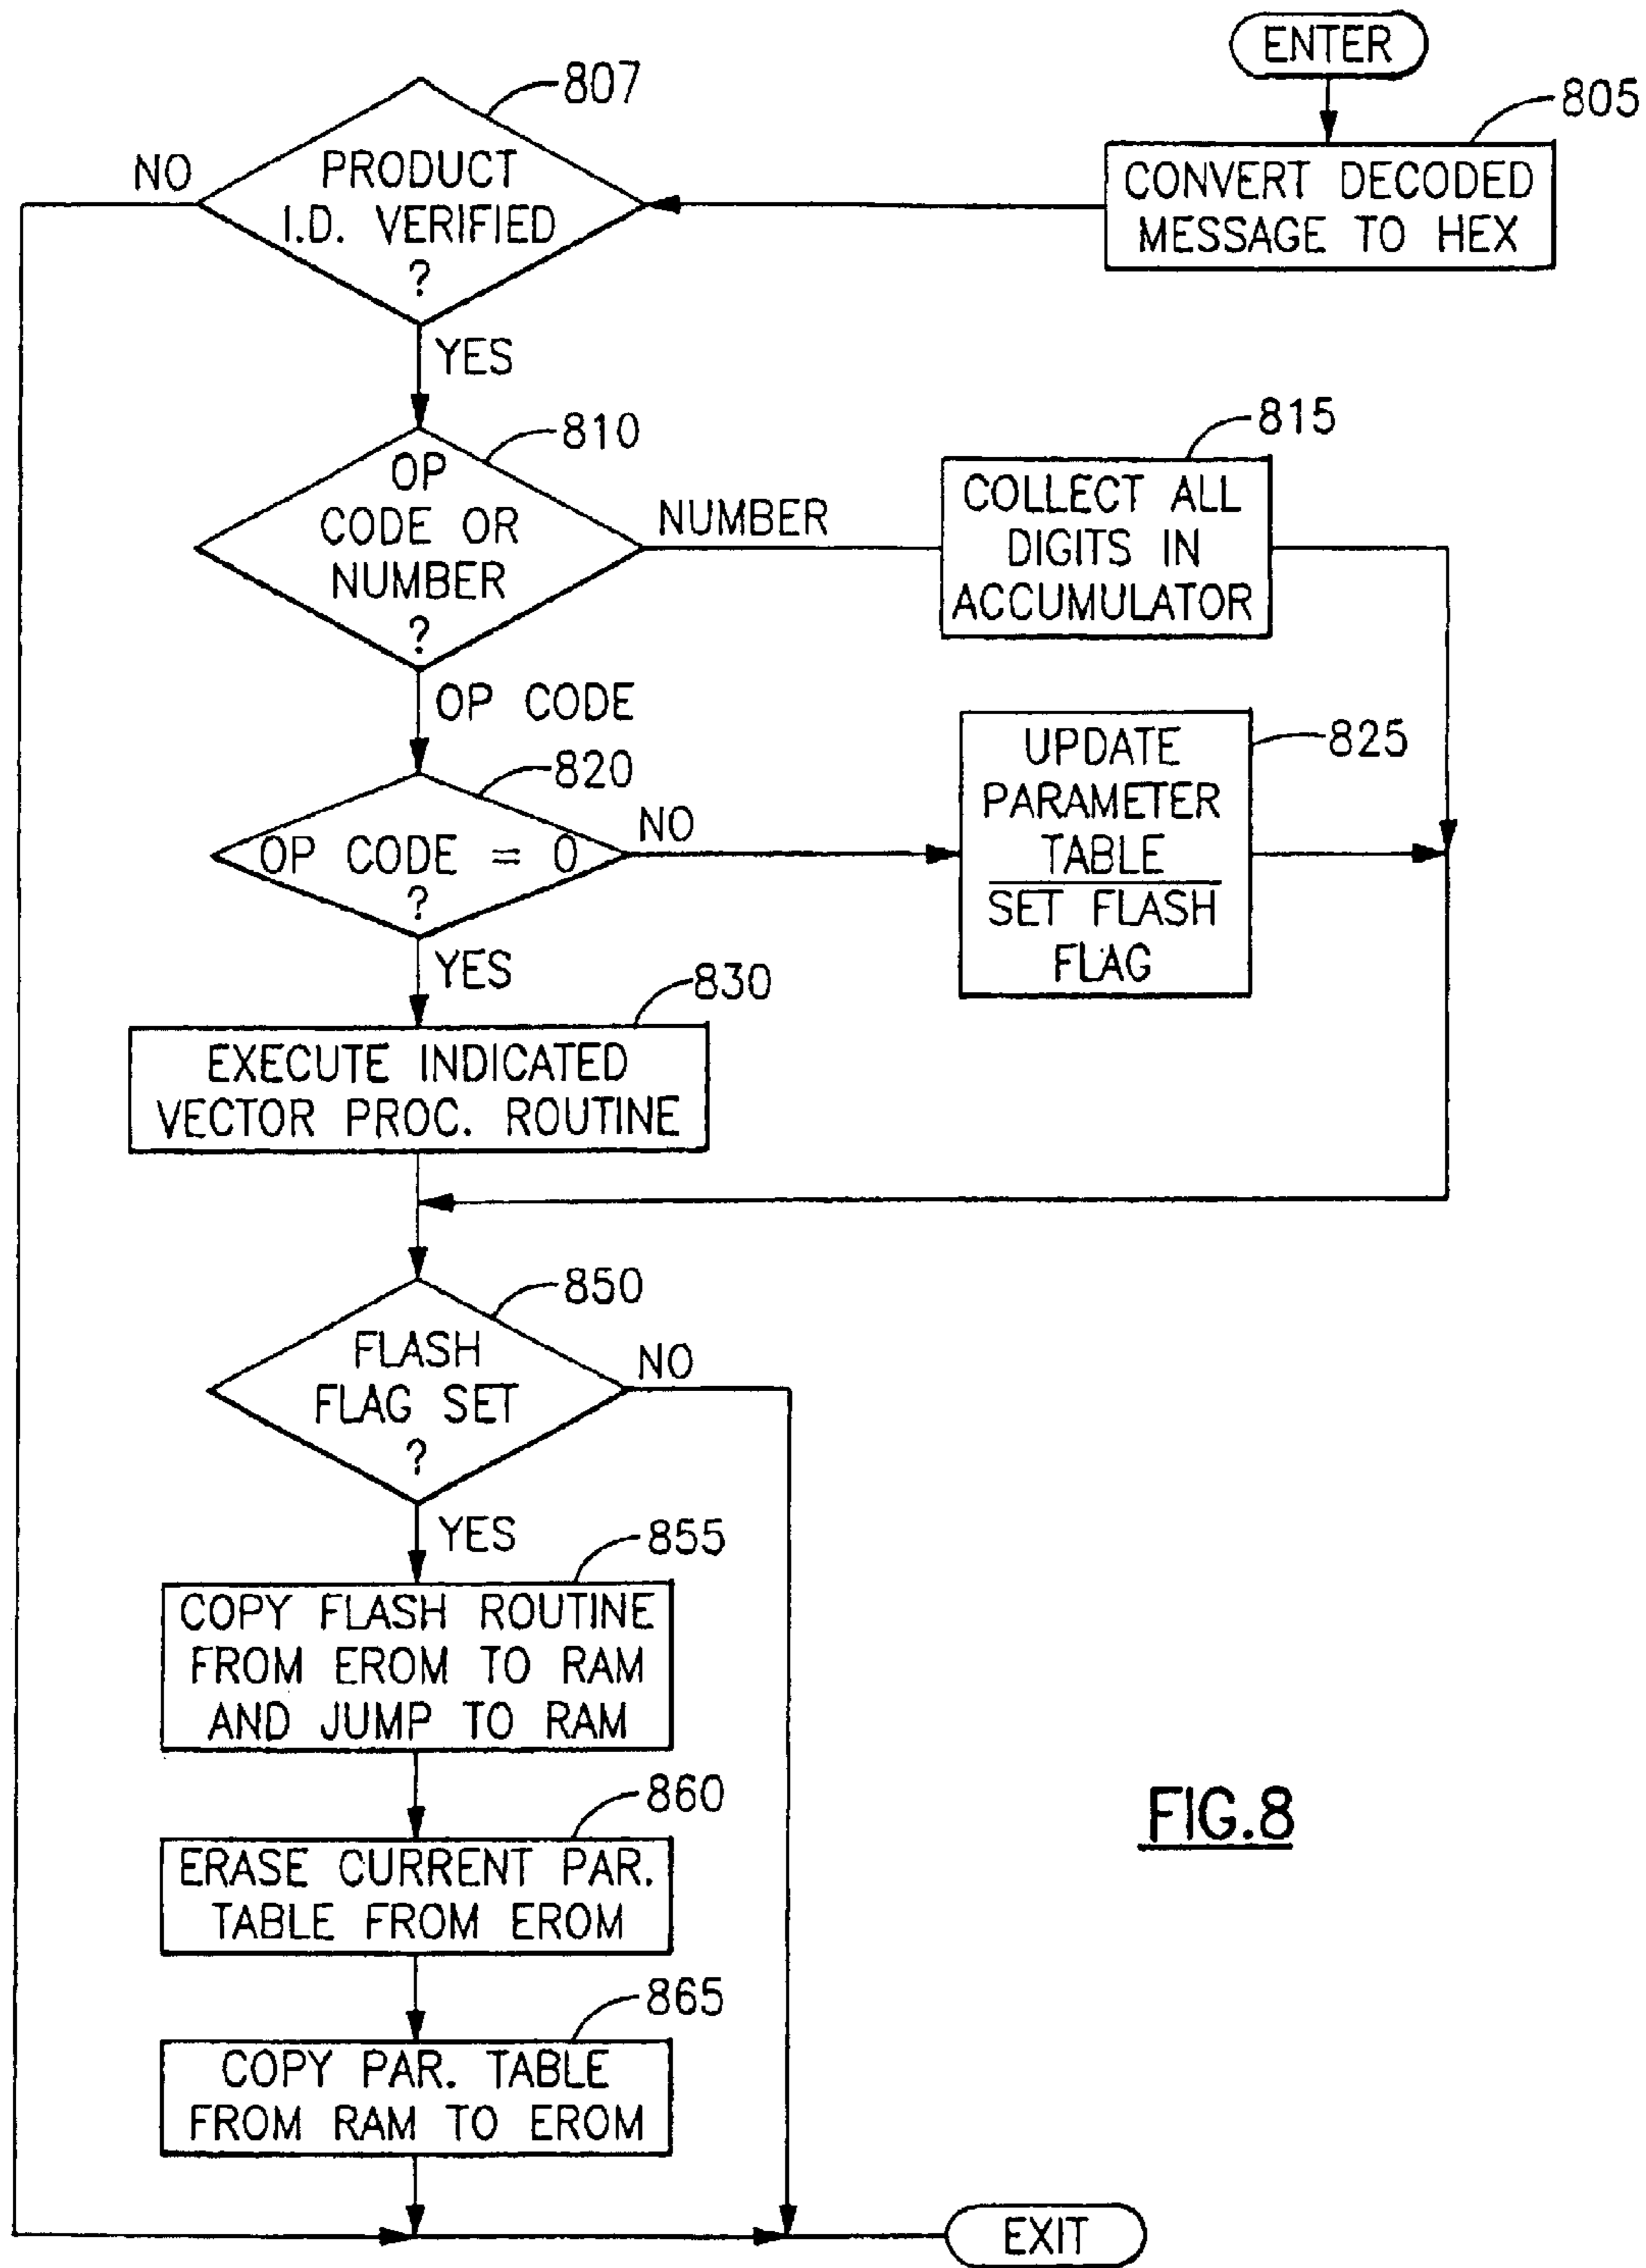 ENTER
805
CONVERT DECODED
MESSAGE TO HEX
807
PRODUCT
I.D. VERIFIED
?
NO
YES
810
OP
CODE OR
NUMBER
?
NUMBER
815
COLLECT ALL
DIGITS IN
ACCUMULATOR
OP CODE
820
OP CODE = 0
?
NO
825
UPDATE
PARAMETER
TABLE
SET FLASH
FLAG
YES
830
EXECUTE INDICATED
VECTOR PROC. ROUTINE
850
FLASH
FLAG SET
?
NO
YES
855
COPY FLASH ROUTINE
FROM EROM TO RAM
AND JUMP TO RAM
860
ERASE CURRENT PAR.
TABLE FROM EROM
865
COPY PAR. TABLE
FROM RAM TO EROM
EXIT
FIG.8